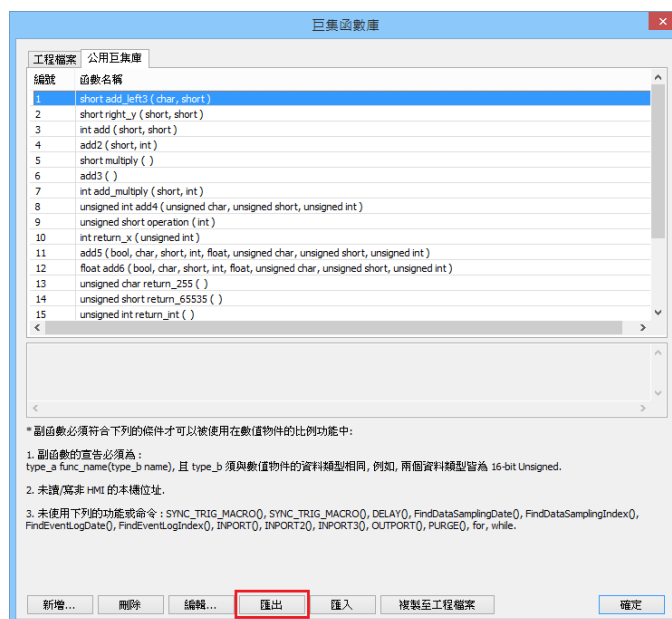 巨集函數庫
工程檔案 公用巨集庫
編號 函數名稱
1 short add_left3 ( char, short )
2 short right_y ( short, short )
3 int add ( short, short )
4 add2 ( short, int )
5 short multiply ( )
6 add3 ( )
7 int add_multiply ( short, int )
8 unsigned int add4 ( unsigned char, unsigned short, unsigned int )
9 unsigned short operation ( int )
10 int return_x ( unsigned int )
11 add5 ( bool, char, short, int, float, unsigned char, unsigned short, unsigned int )
12 float add6 ( bool, char, short, int, float, unsigned char, unsigned short, unsigned int )
13 unsigned char return_255 ( )
14 unsigned short return_65535 ( )
15 unsigned int return_int ( )
*副函數必須符合下列的條件才可以被使用在數值物件的比例功能中:
1. 副函數的宣告必須為 :
type_a func_name(type_b name), 且 type_b 須與數值物件的資料類型相同, 例如, 兩個資料類型皆為 16-bit Unsigned.
2. 未讀/寫非 HMI 的本機位址.
3. 未使用下列的功能或命令 : SYNC_TRIG_MACRO(), SYNC_TRIG_MACRO(), DELAY(), FindDataSamplingDate(), FindDataSamplingIndex(),
FindEventLogDate(), FindEventLogIndex(), INPORT(), INPORT2(), INPORT3(), OUTPORT(), PURGE(), for, while.
新增... 刪除 編輯... 匯出 匯入 複製至工程檔案 確定